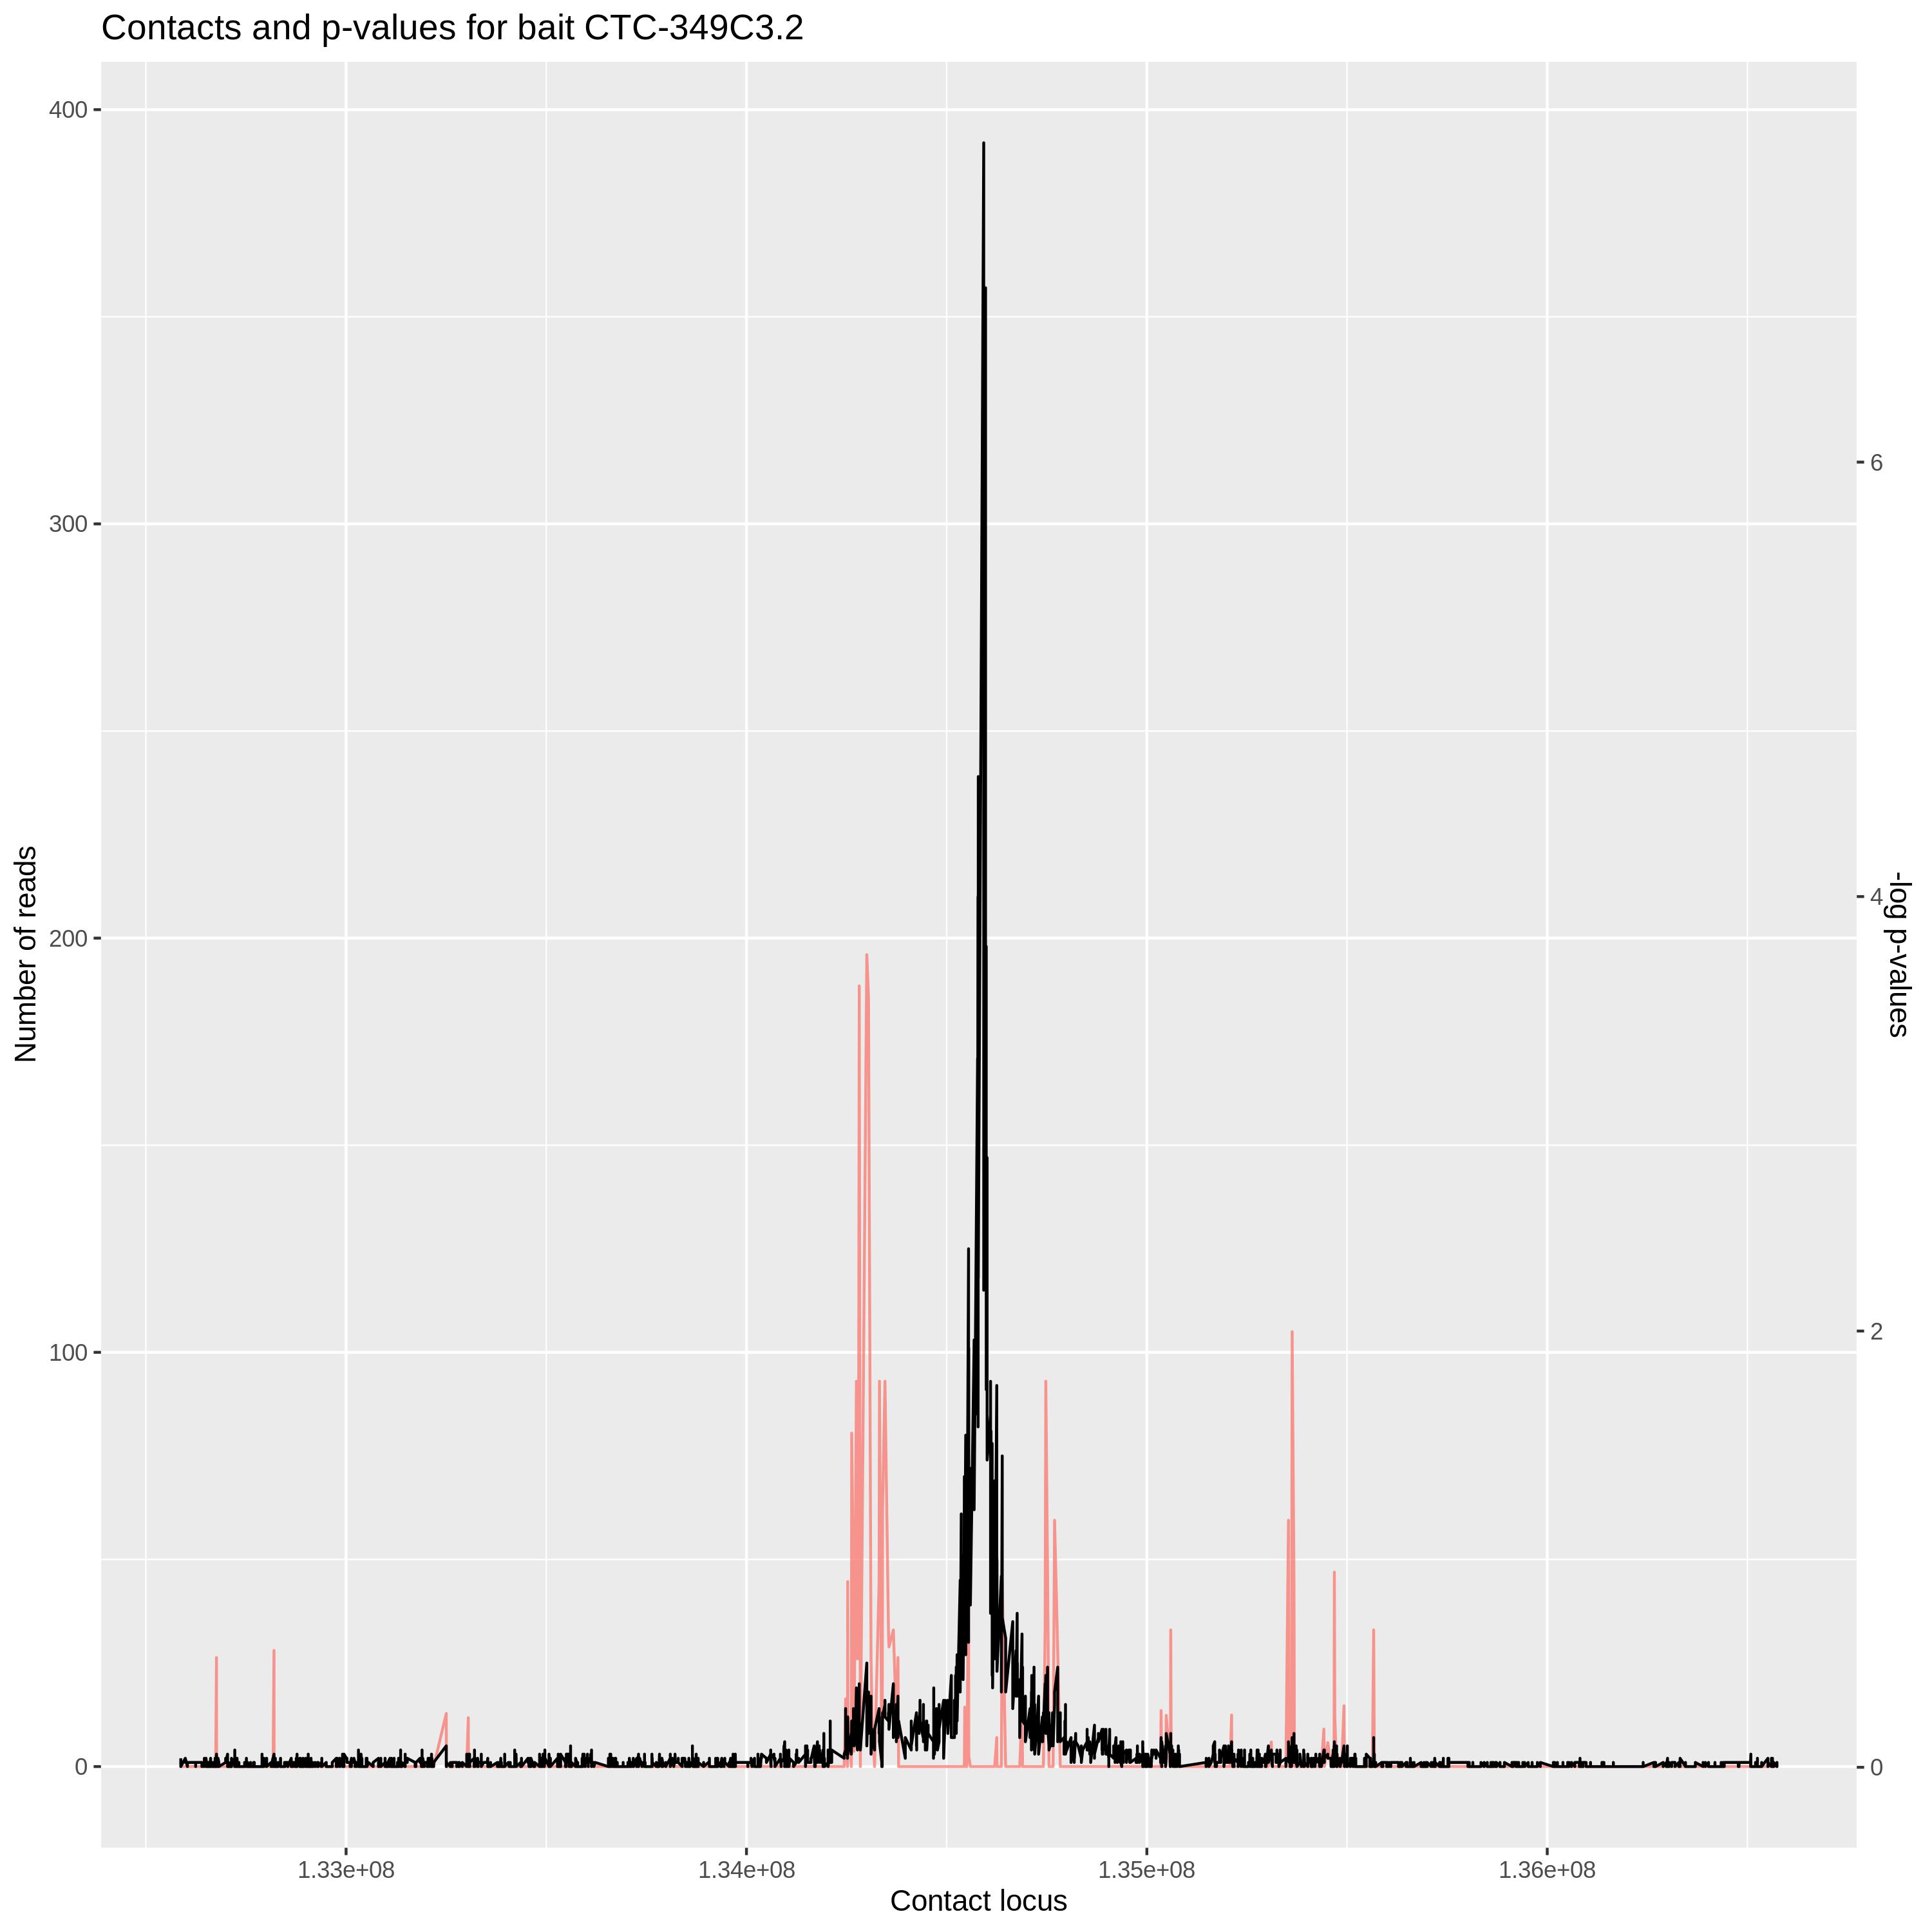 Contacts and p-values for bait CTC-349C3.2
400
300
200
100
0
Number of reads
6
4
2
0
-log p-values
1.33e+08
1.34e+08
1.35e+08
1.36e+08
Contact locus